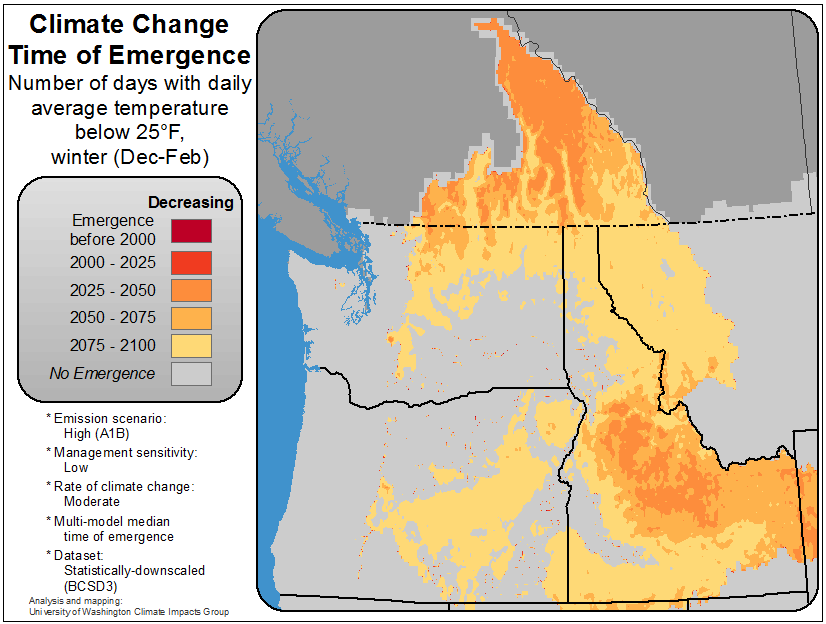 Climate Change
Time of Emergence
Number of days with daily
average temperature
below 25°F,
winter (Dec-Feb)
Decreasing
Emergence
before 2000
2000 - 2025
2025 - 2050
2050 - 2075
2075 - 2100
No Emergence
* Emission scenario:
High (A1B)
* Management sensitivity:
Low
* Rate of climate change:
Moderate
* Multi-model median
time of emergence
* Dataset:
Statistically-downscaled
(BCSD3)
Analysis and mapping:
University of Washington Climate Impacts Group